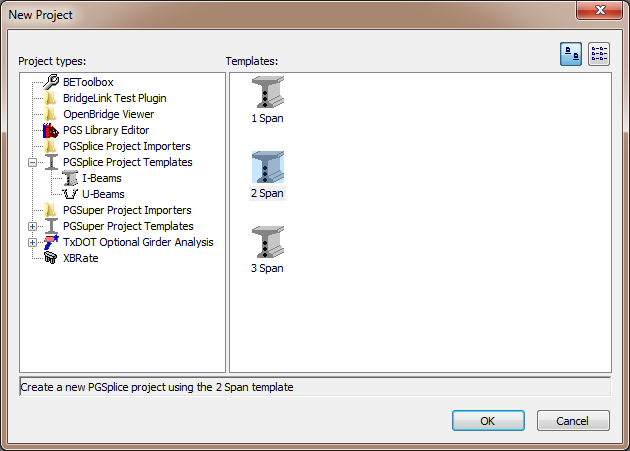 New Project
Project types:
Templates:
BEToolbox
BridgeLink Test Plugin
OpenBridge Viewer
PGS Library Editor
PGSplice Project Importers
PGSplice Project Templates
I-Beams
U-Beams
PGSuper Project Importers
PGSuper Project Templates
TxDOT Optional Girder Analysis
XBRate
1 Span
2 Span
3 Span
Create a new PGSplice project using the 2 Span template
OK
Cancel